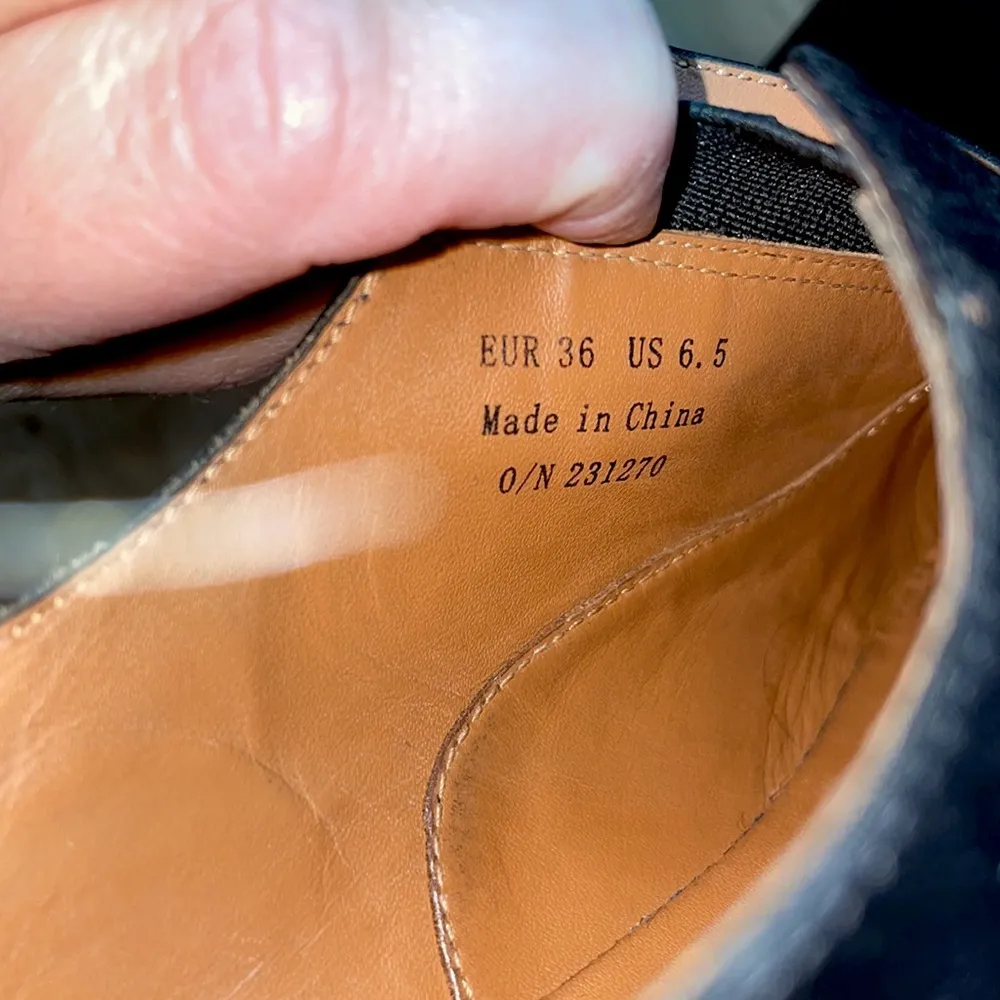 EUR 36 US 6.5
Made in China
O/N 231270